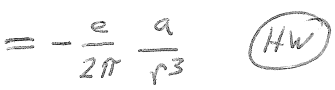 = - e/2π a/r³ HW